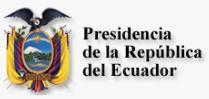 Presidencia
de la República
del Ecuador